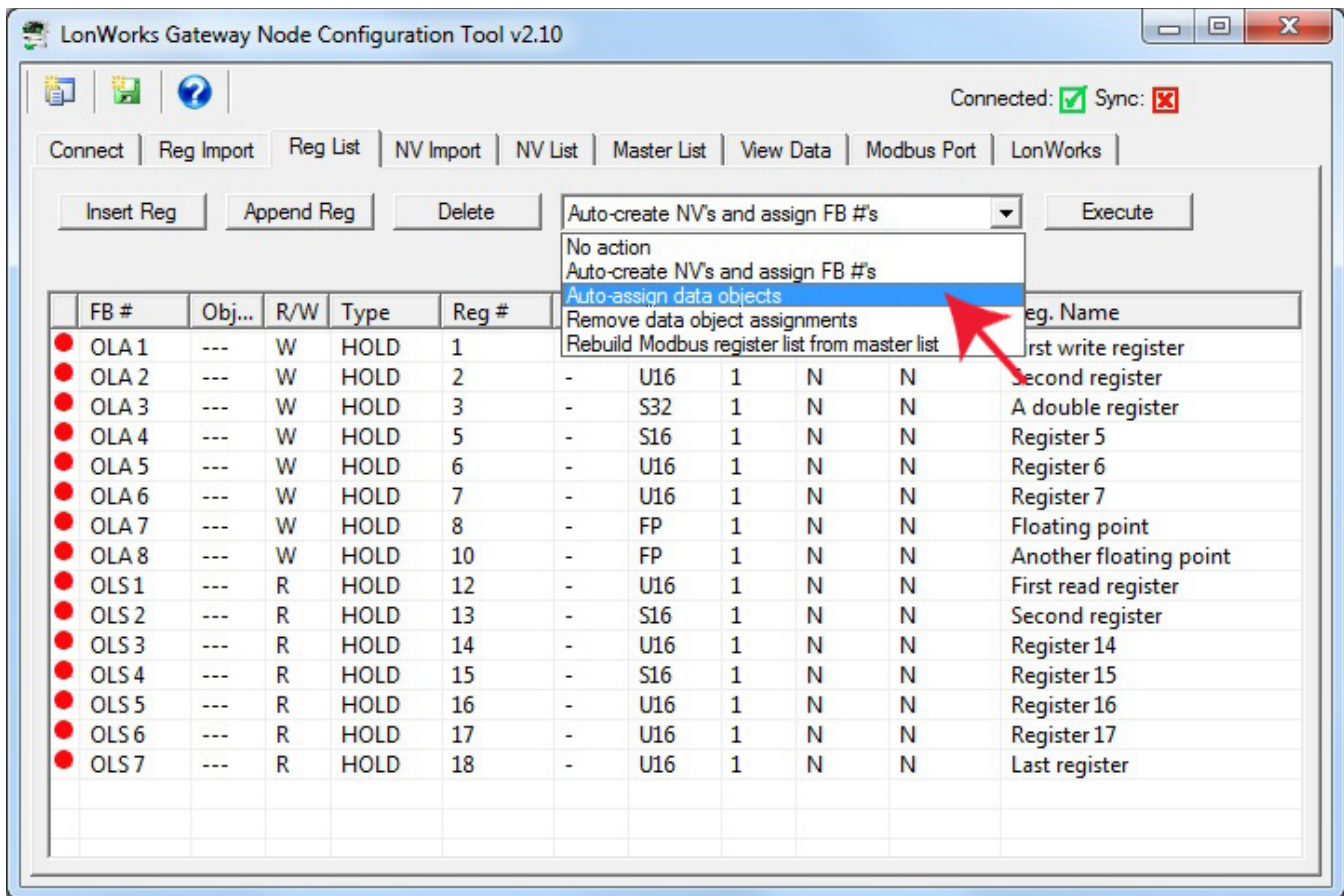 LonWorks Gateway Node Configuration Tool v2.10
Connected: Sync:
Connect Reg Import Reg List NV Import NV List Master List View Data Modbus Port LonWorks
Insert Reg Append Reg Delete Auto-create NV's and assign FB #'s Execute
No action
Auto-create NV's and assign FB #'s
Auto-assign data objects
Remove data object assignments
Rebuild Modbus register list from master list
FB # Obj... R/W Type Reg # Name
OLA 1 --- W HOLD 1 write register
OLA 2 --- W HOLD 2 - U16 1 N N Second register
OLA 3 --- W HOLD 3 - S32 1 N N A double register
OLA 4 --- W HOLD 5 - S16 1 N N Register 5
OLA 5 --- W HOLD 6 - U16 1 N N Register 6
OLA 6 --- W HOLD 7 - U16 1 N N Register 7
OLA 7 --- W HOLD 8 - FP 1 N N Floating point
OLA 8 --- W HOLD 10 - FP 1 N N Another floating point
OLS 1 --- R HOLD 12 - U16 1 N N First read register
OLS 2 --- R HOLD 13 - S16 1 N N Second register
OLS 3 --- R HOLD 14 - U16 1 N N Register 14
OLS 4 --- R HOLD 15 - S16 1 N N Register 15
OLS 5 --- R HOLD 16 - U16 1 N N Register 16
OLS 6 --- R HOLD 17 - U16 1 N N Register 17
OLS 7 --- R HOLD 18 - U16 1 N N Last register